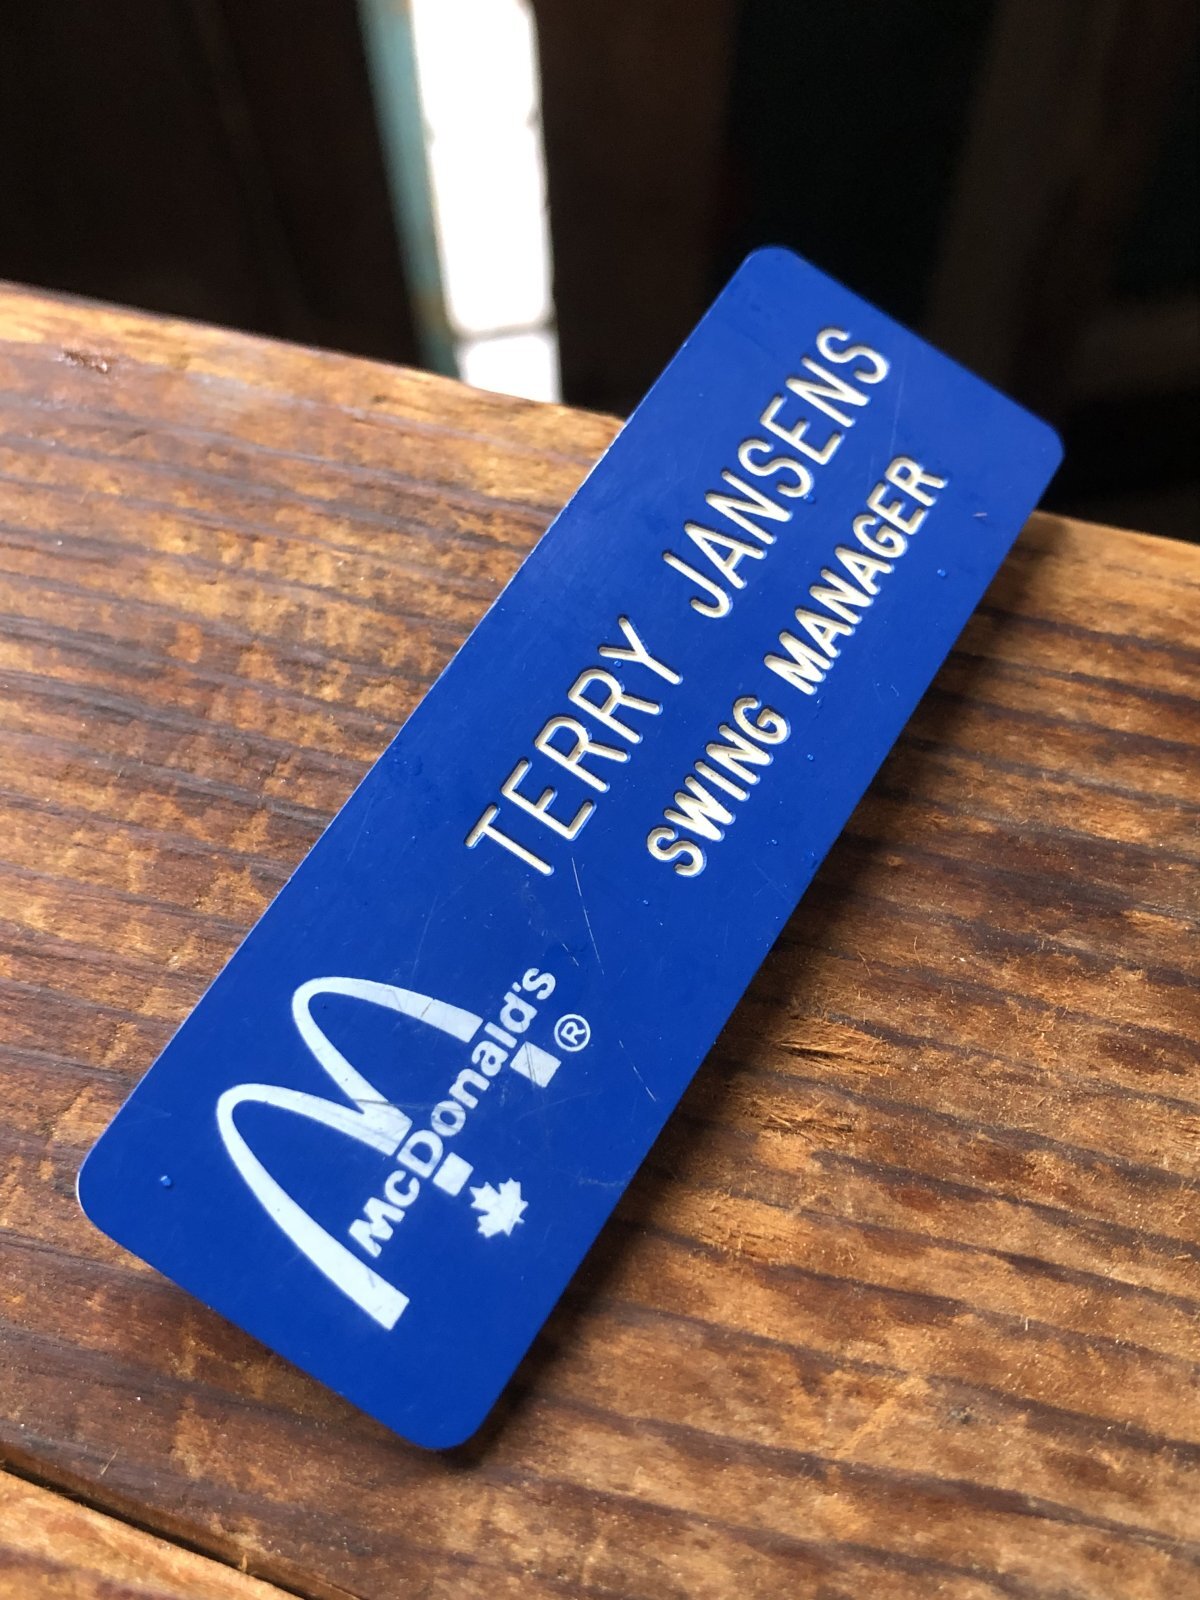 TERRY JANSENS
SWING MANAGER
McDonald's ®